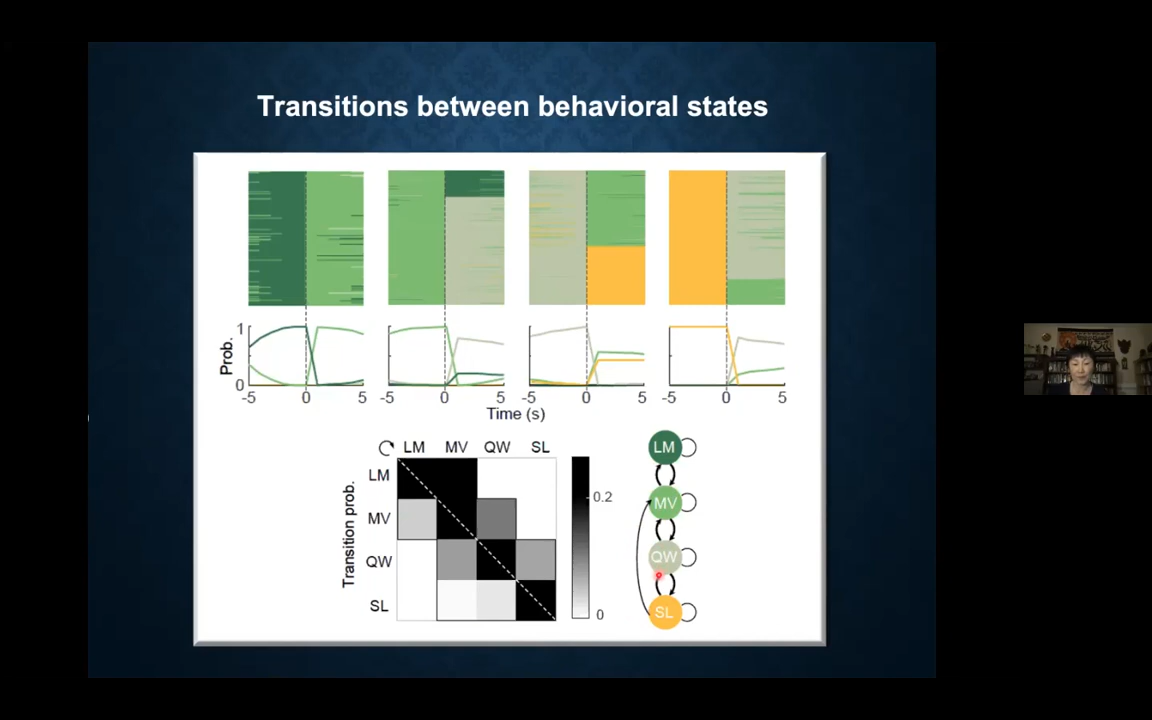 Transitions between behavioral states
Prob.
1
0
-5 0 5 -5 0 5 -5 0 5 -5 0 5
Time (s)
LM MV QW SL
LM
MV
QW
SL
Transition prob.
0.2
0
LM
MV
QW
SL